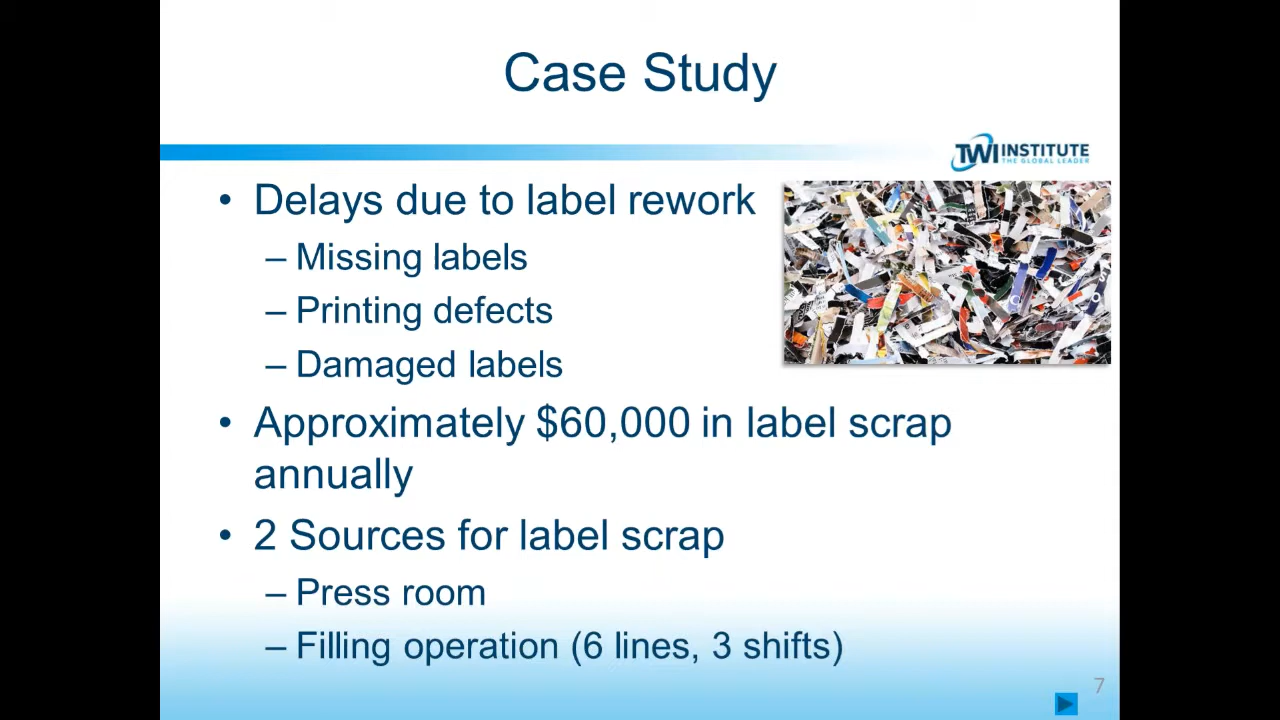 Case Study
TWI INSTITUTE
THE GLOBAL LEADER
• Delays due to label rework
– Missing labels
– Printing defects
– Damaged labels
• Approximately $60,000 in label scrap
annually
• 2 Sources for label scrap
– Press room
– Filling operation (6 lines, 3 shifts)
7